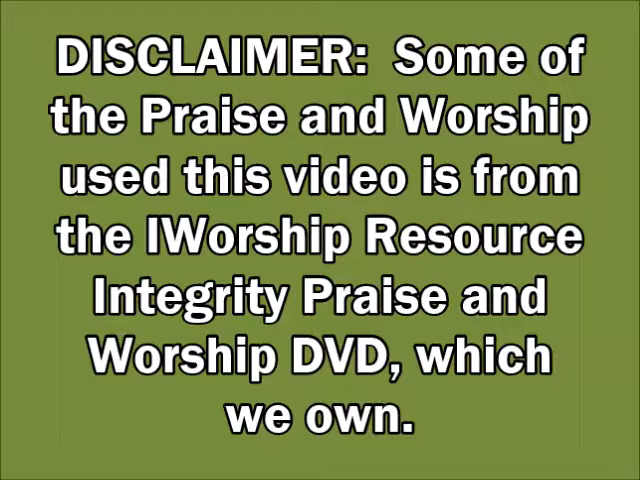 DISCLAIMER:  Some of
the Praise and Worship
used this video is from
the IWorship Resource
Integrity Praise and
Worship DVD, which
we own.